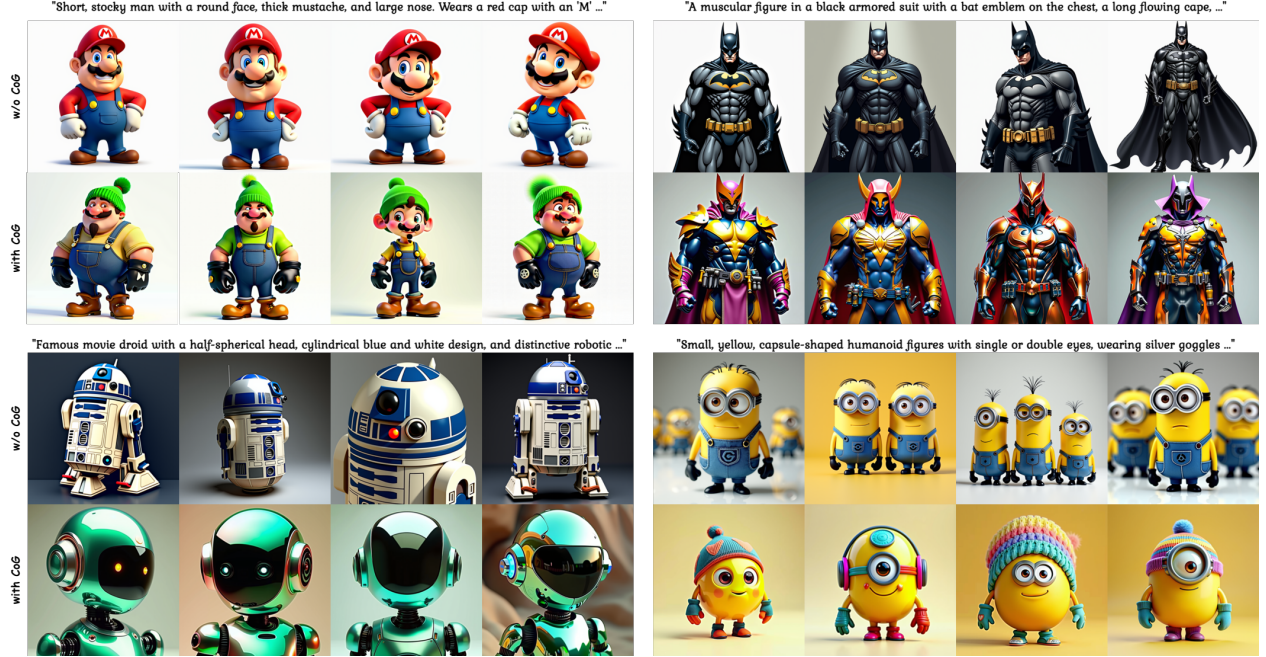 "Short, stocky man with a round face, thick mustache, and large nose. Wears a red cap with an 'M' ..."
"A muscular figure in a black armored suit with a bat emblem on the chest, a long flowing cape, ..."
w/o CoG
M
M
M
M
with CoG
"Famous movie droid with a half-spherical head, cylindrical blue and white design, and distinctive robotic ..."
"Small, yellow, capsule-shaped humanoid figures with single or double eyes, wearing silver goggles ..."
w/o CoG
with CoG